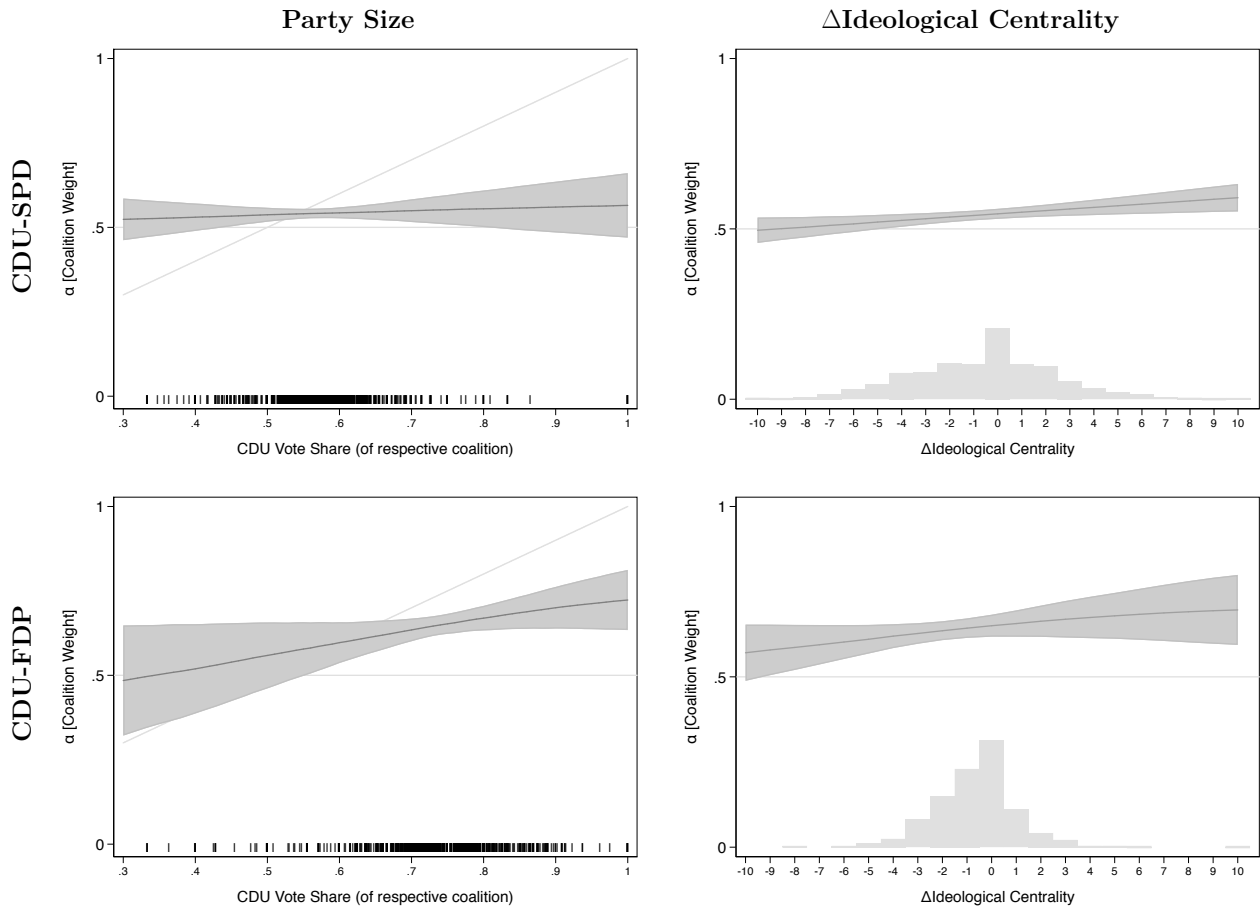 Party Size
ΔIdeological Centrality
CDU-SPD
α [Coalition Weight]
1
.5
0
.3 .4 .5 .6 .7 .8 .9 1
CDU Vote Share (of respective coalition)
α [Coalition Weight]
1
.5
0
-10 -9 -8 -7 -6 -5 -4 -3 -2 -1 0 1 2 3 4 5 6 7 8 9 10
ΔIdeological Centrality
CDU-FDP
α [Coalition Weight]
1
.5
0
.3 .4 .5 .6 .7 .8 .9 1
CDU Vote Share (of respective coalition)
α [Coalition Weight]
1
.5
0
-10 -9 -8 -7 -6 -5 -4 -3 -2 -1 0 1 2 3 4 5 6 7 8 9 10
ΔIdeological Centrality